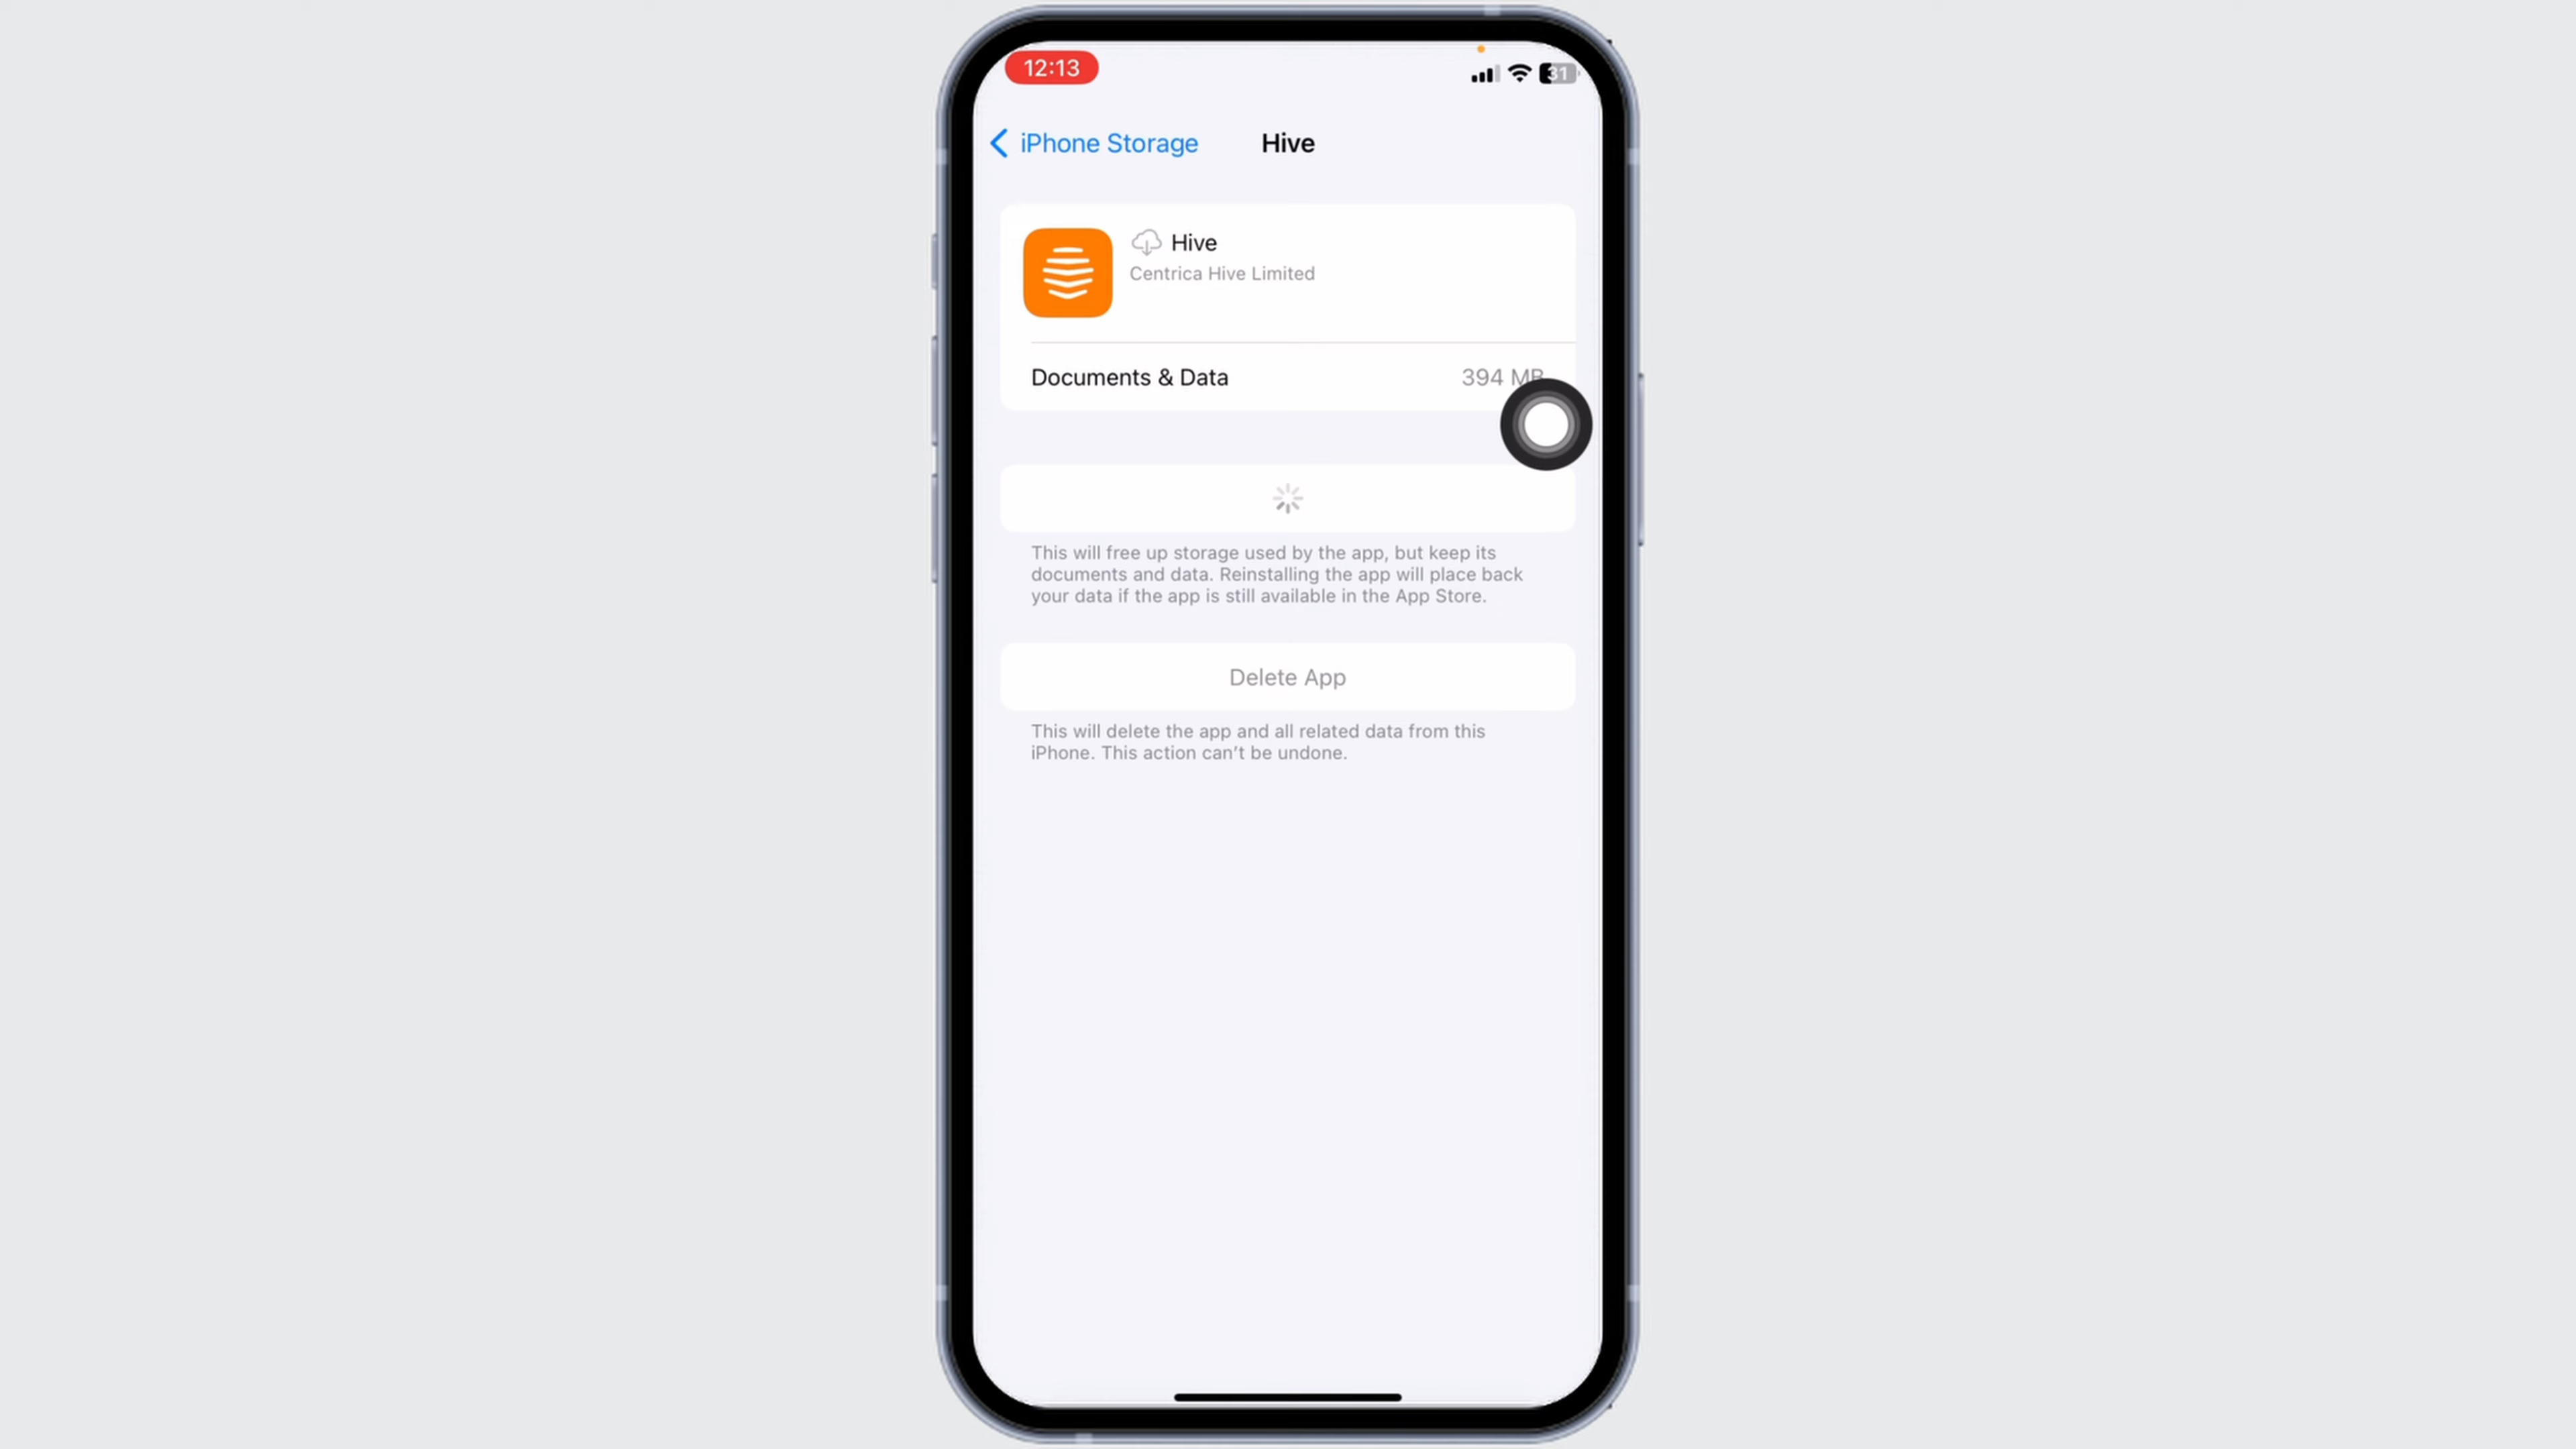 12:13
31
iPhone Storage
Hive
Hive
Centrica Hive Limited
Documents & Data
394 MB
This will free up storage used by the app, but keep its
documents and data. Reinstalling the app will place back
your data if the app is still available in the App Store.
Delete App
This will delete the app and all related data from this
iPhone. This action can’t be undone.